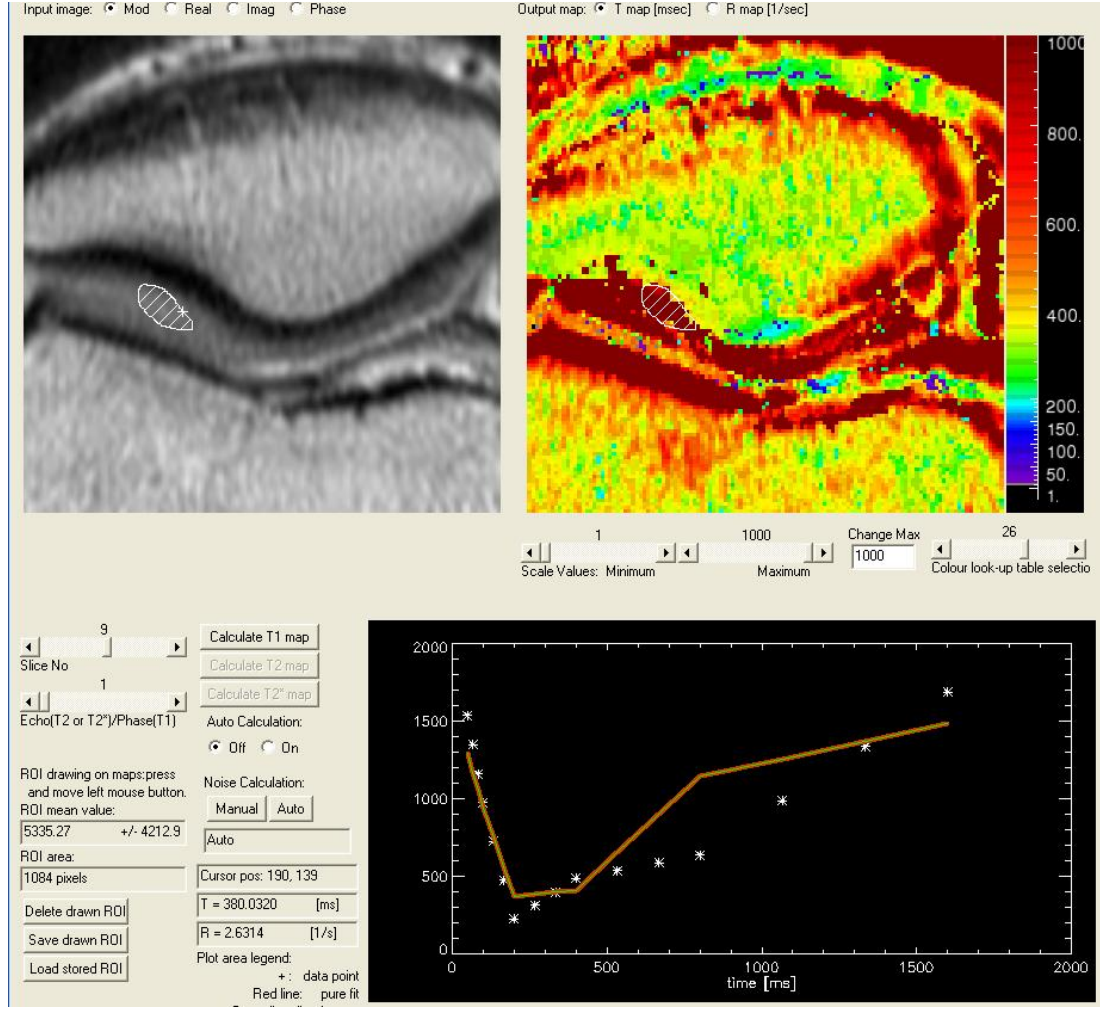 Input image: Mod Real Imag Phase
Output map: T map [msec] R map [1/sec]
1000
800.
600.
400.
200.
150.
100.
50.
1.
1 1000 Change Max 26
1000
Scale Values: Minimum Maximum Colour look-up table selectio
9
Slice No
1
Echo(T2 or T2*)/Phase(T1)
ROI drawing on maps:press
and move left mouse button.
ROI mean value:
5335.27 +/- 4212.9
ROI area:
1084 pixels
Delete drawn ROI
Save drawn ROI
Load stored ROI
Calculate T1 map
Calculate T2 map
Calculate T2* map
Auto Calculation:
Off On
Noise Calculation:
Manual Auto
Auto
Cursor pos: 190, 139
T = 380.0320 [ms]
R = 2.6314 [1/s]
Plot area legend:
+ : data point
Red line: pure fit
2000
1500
1000
500
0
0 500 1000 1500 2000
time [ms]